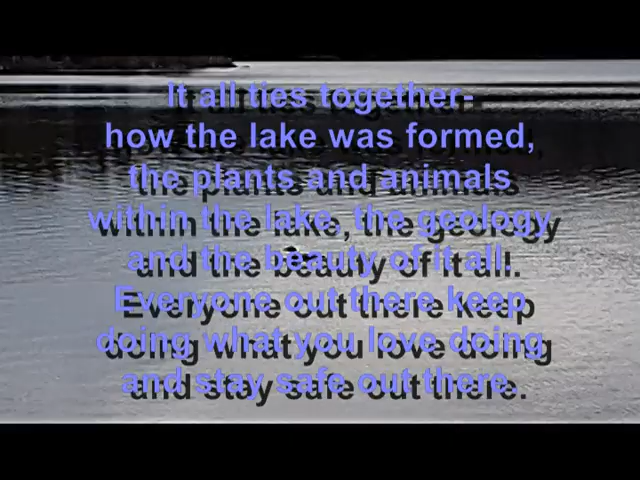 It all ties together-
how the lake was formed,
the plants and animals
within the lake, the geology
and the beauty of it all.
Everyone out there keep
doing what you love doing
and stay safe out there.